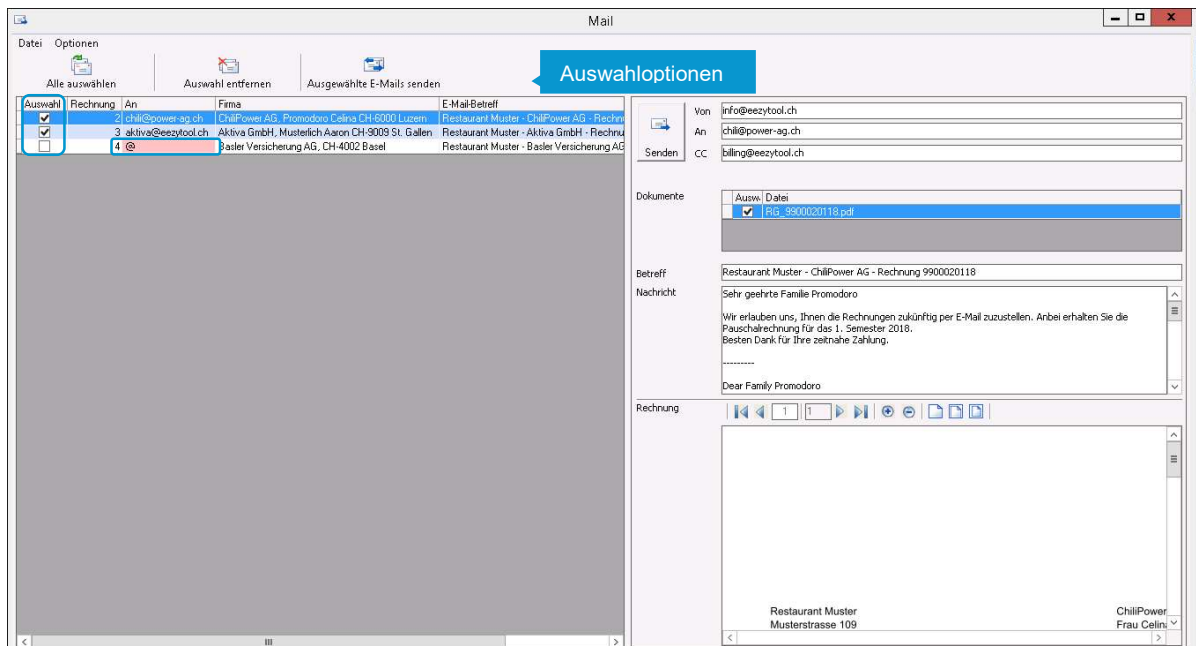 Mail
Datei Optionen
Alle auswählen Auswahl entfernen Ausgewählte E-Mails senden
Auswahloptionen
Auswahl Rechnung An Firma E-Mail-Betreff
2 chili@power-ag.ch ChiliPower AG, Promodoro Celina CH-6000 Luzern Restaurant Muster - ChiliPower AG - Rechnu
3 aktiva@eezytool.ch Aktiva GmbH, Musterlich Aaron CH-9009 St. Gallen Restaurant Muster - Aktiva GmbH - Rechnu
4 @ Basler Versicherung AG, CH-4002 Basel Restaurant Muster - Basler Versicherung AG
Senden
Von info@eezytool.ch
An chili@power-ag.ch
CC billing@eezytool.ch
Dokumente
Ausw. Datei
RG_9900020118.pdf
Betreff Restaurant Muster - ChiliPower AG - Rechnung 9900020118
Nachricht Sehr geehrte Familie Promodoro
Wir erlauben uns, Ihnen die Rechnungen zukünftig per E-Mail zuzustellen. Anbei erhalten Sie die
Pauschalrechnung für das 1. Semester 2018.
Besten Dank für Ihre zeitnahe Zahlung.
---------
Dear Family Promodoro
Rechnung 1 1
Restaurant Muster ChiliPower
Musterstrasse 109 Frau Celina